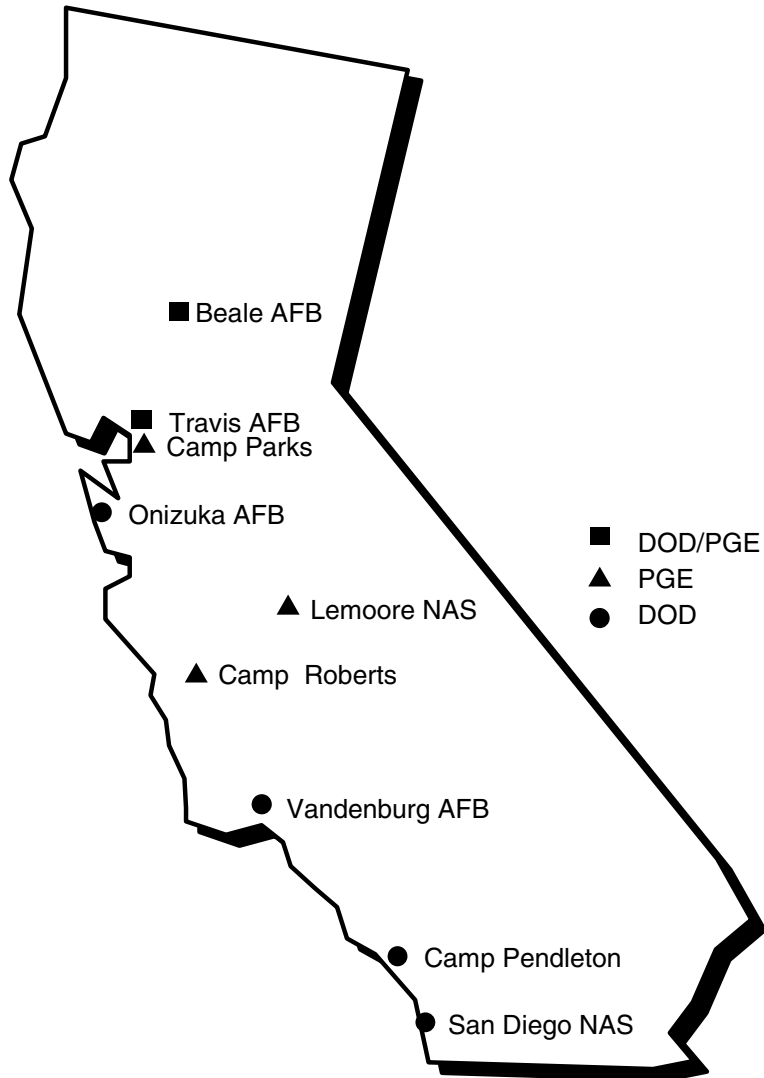 Beale AFB
Travis AFB
Camp Parks
Onizuka AFB
DOD/PGE
PGE
DOD
Lemoore NAS
Camp Roberts
Vandenburg AFB
Camp Pendleton
San Diego NAS